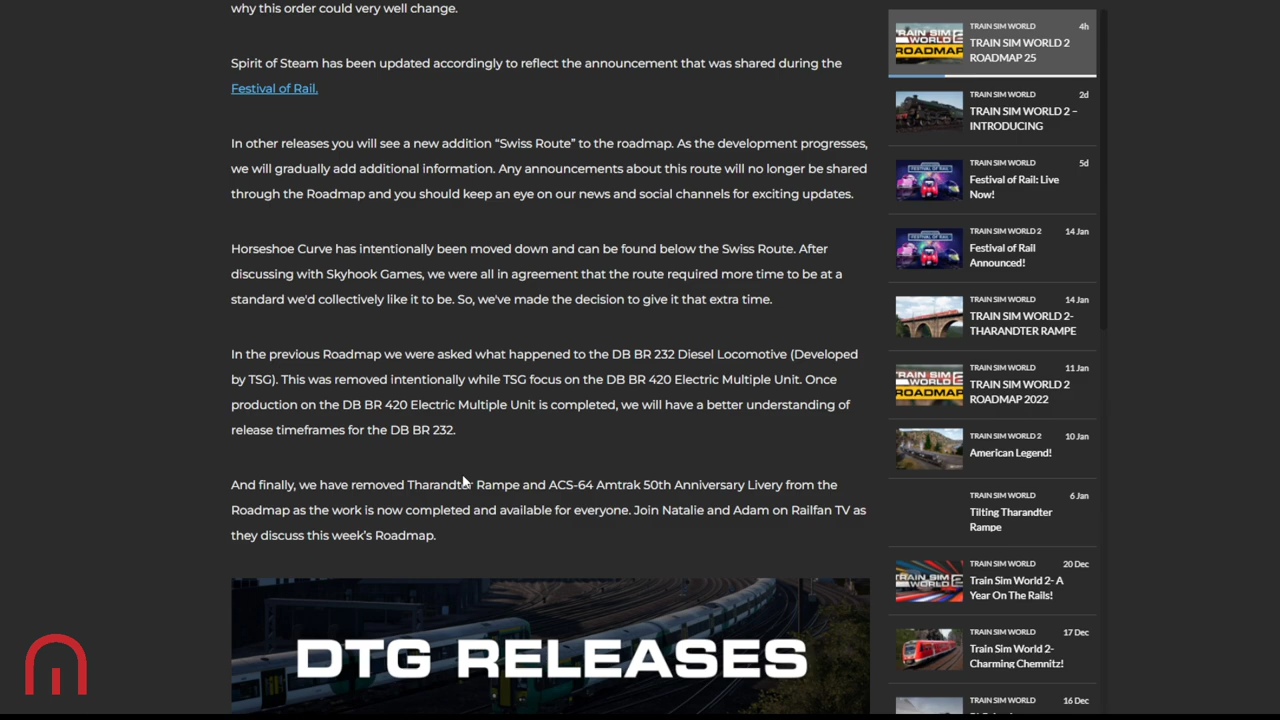 why this order could very well change.
Spirit of Steam has been updated accordingly to reflect the announcement that was shared during the
Festival of Rail.
In other releases you will see a new addition “Swiss Route” to the roadmap. As the development progresses,
we will gradually add additional information. Any announcements about this route will no longer be shared
through the Roadmap and you should keep an eye on our news and social channels for exciting updates.
Horseshoe Curve has intentionally been moved down and can be found below the Swiss Route. After
discussing with Skyhook Games, we were all in agreement that the route required more time to be at a
standard we'd collectively like it to be. So, we've made the decision to give it that extra time.
In the previous Roadmap we were asked what happened to the DB BR 232 Diesel Locomotive (Developed
by TSG). This was removed intentionally while TSG focus on the DB BR 420 Electric Multiple Unit. Once
production on the DB BR 420 Electric Multiple Unit is completed, we will have a better understanding of
release timeframes for the DB BR 232.
And finally, we have removed Tharandter Rampe and ACS-64 Amtrak 50th Anniversary Livery from the
Roadmap as the work is now completed and available for everyone. Join Natalie and Adam on Railfan TV as
they discuss this week’s Roadmap.
DTG RELEASES
TRAIN SIM WORLD 4h
TRAIN SIM WORLD 2
ROADMAP 25
TRAIN SIM WORLD 2d
TRAIN SIM WORLD 2 –
INTRODUCING
TRAIN SIM WORLD 5d
Festival of Rail: Live
Now!
TRAIN SIM WORLD 2 14 Jan
Festival of Rail
Announced!
TRAIN SIM WORLD 14 Jan
TRAIN SIM WORLD 2-
THARANDTER RAMPE
TRAIN SIM WORLD 11 Jan
TRAIN SIM WORLD 2
ROADMAP 2022
TRAIN SIM WORLD 2 10 Jan
American Legend!
TRAIN SIM WORLD 6 Jan
Tilting Tharandter
Rampe
TRAIN SIM WORLD 20 Dec
Train Sim World 2- A
Year On The Rails!
TRAIN SIM WORLD 17 Dec
Train Sim World 2-
Charming Chemnitz!
TRAIN SIM WORLD 16 Dec